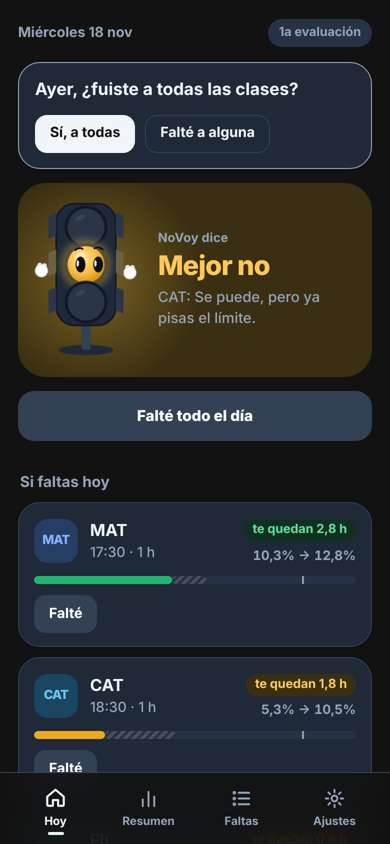 Miércoles 18 nov
1a evaluación
Ayer, ¿fuiste a todas las clases?
Sí, a todas
Falté a alguna
NoVoy dice
Mejor no
CAT: Se puede, pero ya
pisas el límite.
Falté todo el día
Si faltas hoy
MAT
MAT
te quedan 2,8 h
17:30 · 1 h
10,3% → 12,8%
Falté
CAT
CAT
te quedan 1,8 h
18:30 · 1 h
5,3% → 10,5%
Falté
Hoy
Resumen
Faltas
Ajustes